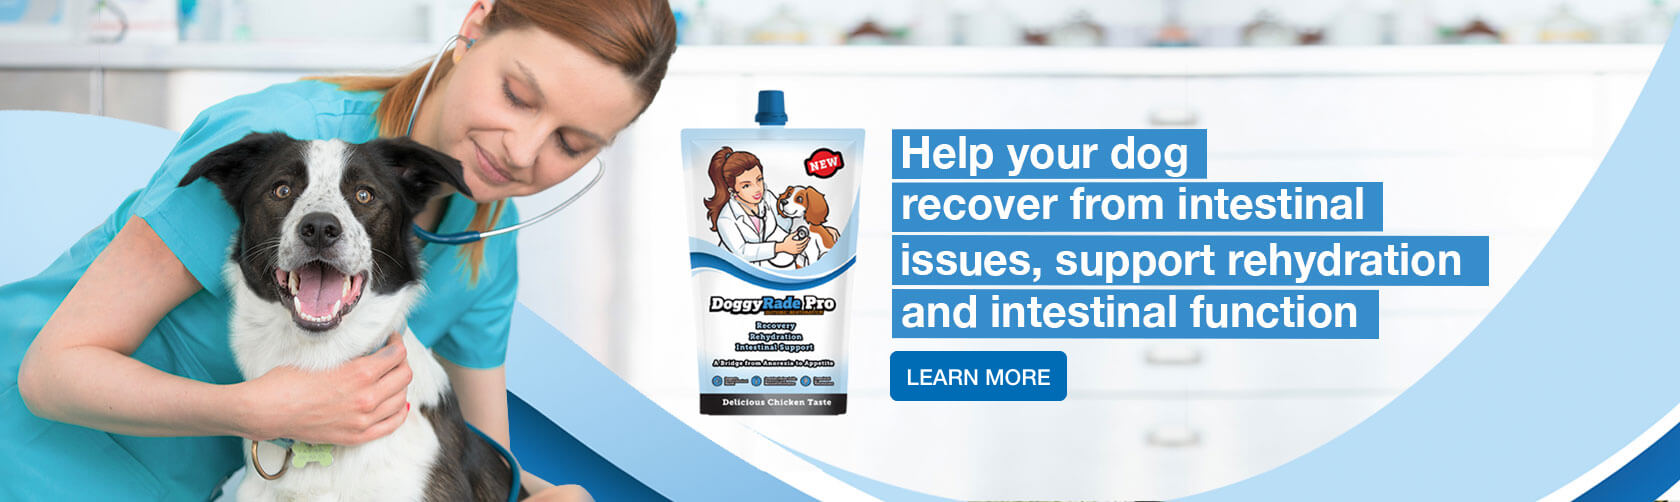 Help your dog
recover from intestinal
issues, support rehydration
and intestinal function
LEARN MORE
NEW
DoggyRade Pro
Recovery
Rehydration
Intestinal Support
A Bridge from Anorexia to Appetite
Delicious Chicken Taste